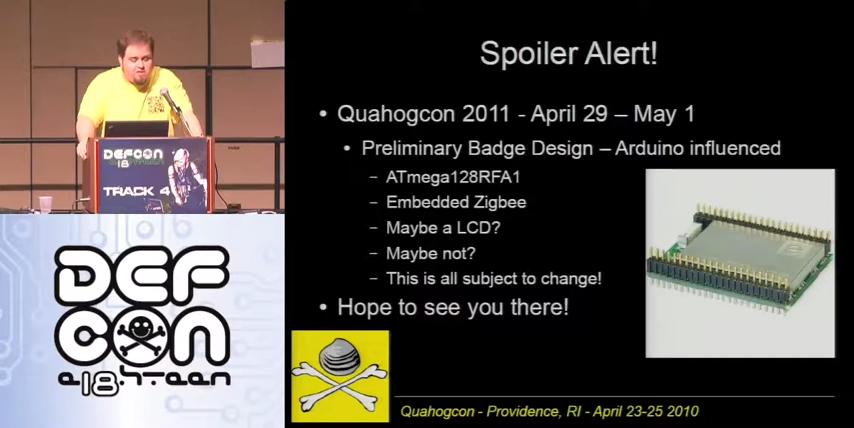 DEFCON
18
TRACK 4
DEF
CON
e18hteen
Spoiler Alert!
• Quahogcon 2011 - April 29 – May 1
• Preliminary Badge Design – Arduino influenced
– ATmega128RFA1
– Embedded Zigbee
– Maybe a LCD?
– Maybe not?
– This is all subject to change!
• Hope to see you there!
Quahogcon - Providence, RI - April 23-25 2010